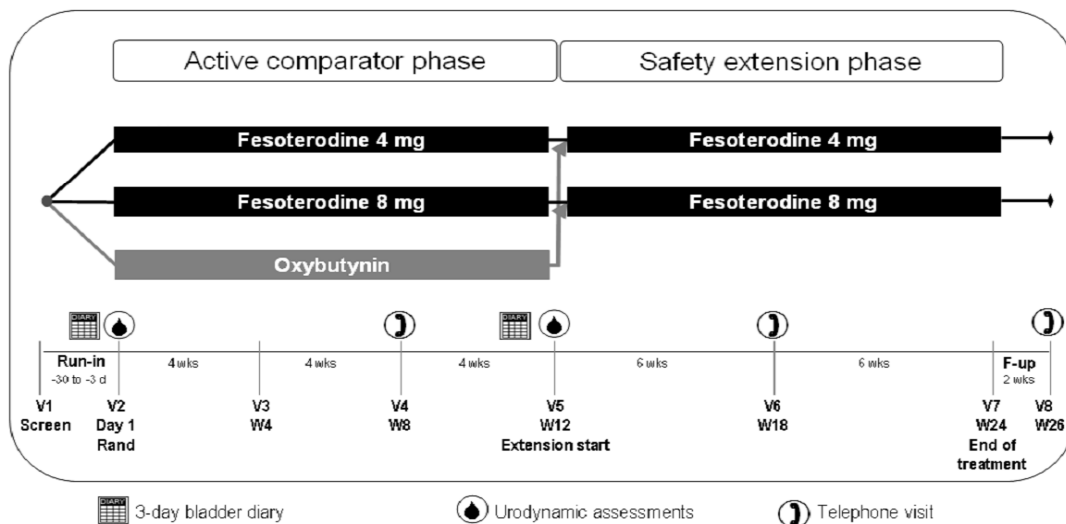 Active comparator phase
Safety extension phase
Fesoterodine 4 mg
Fesoterodine 4 mg
Fesoterodine 8 mg
Fesoterodine 8 mg
Oxybutynin
DIARY
DIARY
Run-in
4 wks
4 wks
4 wks
6 wks
6 wks
F-up
-30 to -3 d
2 wks
V1
V2
V3
V4
V5
V6
V7
V8
Screen
Day 1
W4
W8
W12
W18
W24
W26
Rand
Extension start
End of
treatment
DIARY
3-day bladder diary
Urodynamic assessments
Telephone visit